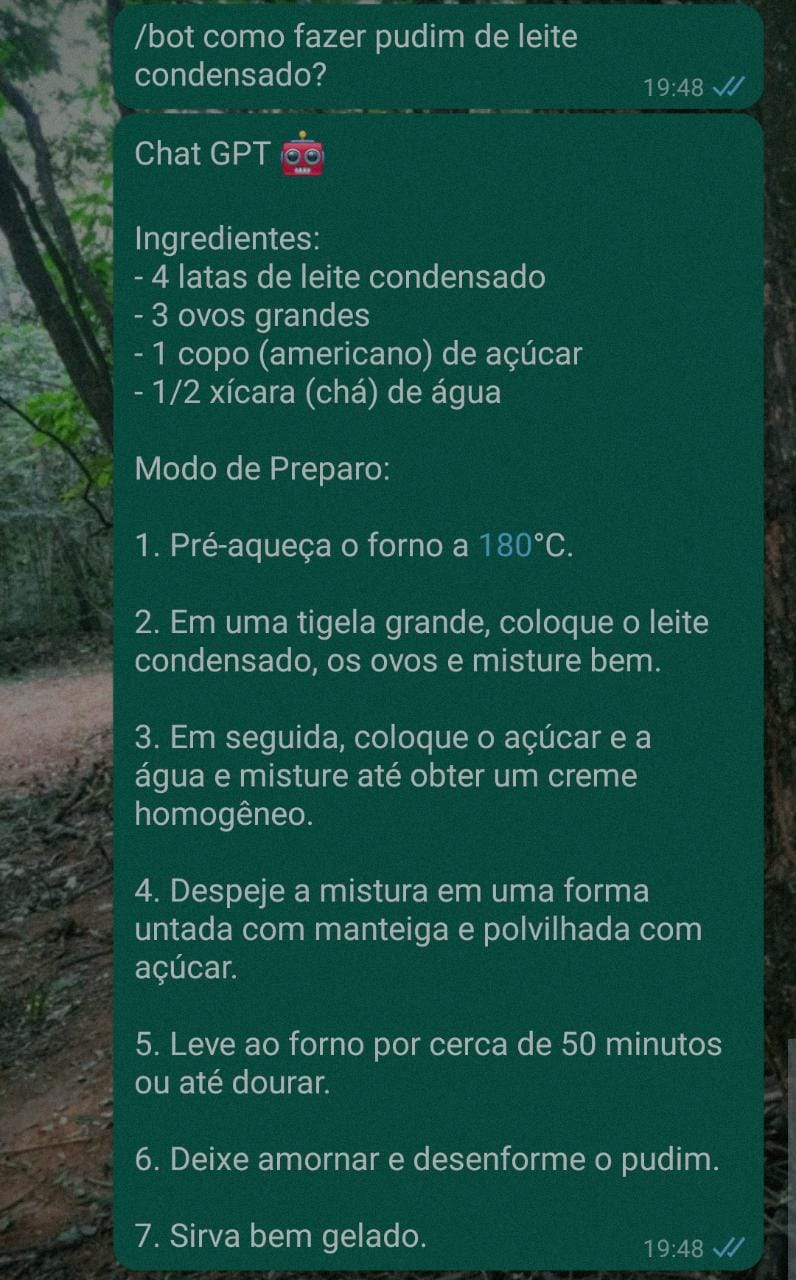 /bot como fazer pudim de leite
condensado?
19:48
Chat GPT 🤖
Ingredientes:
- 4 latas de leite condensado
- 3 ovos grandes
- 1 copo (americano) de açúcar
- 1/2 xícara (chá) de água
Modo de Preparo:
1. Pré-aqueça o forno a 180°C.
2. Em uma tigela grande, coloque o leite
condensado, os ovos e misture bem.
3. Em seguida, coloque o açúcar e a
água e misture até obter um creme
homogêneo.
4. Despeje a mistura em uma forma
untada com manteiga e polvilhada com
açúcar.
5. Leve ao forno por cerca de 50 minutos
ou até dourar.
6. Deixe amornar e desenforme o pudim.
7. Sirva bem gelado.
19:48